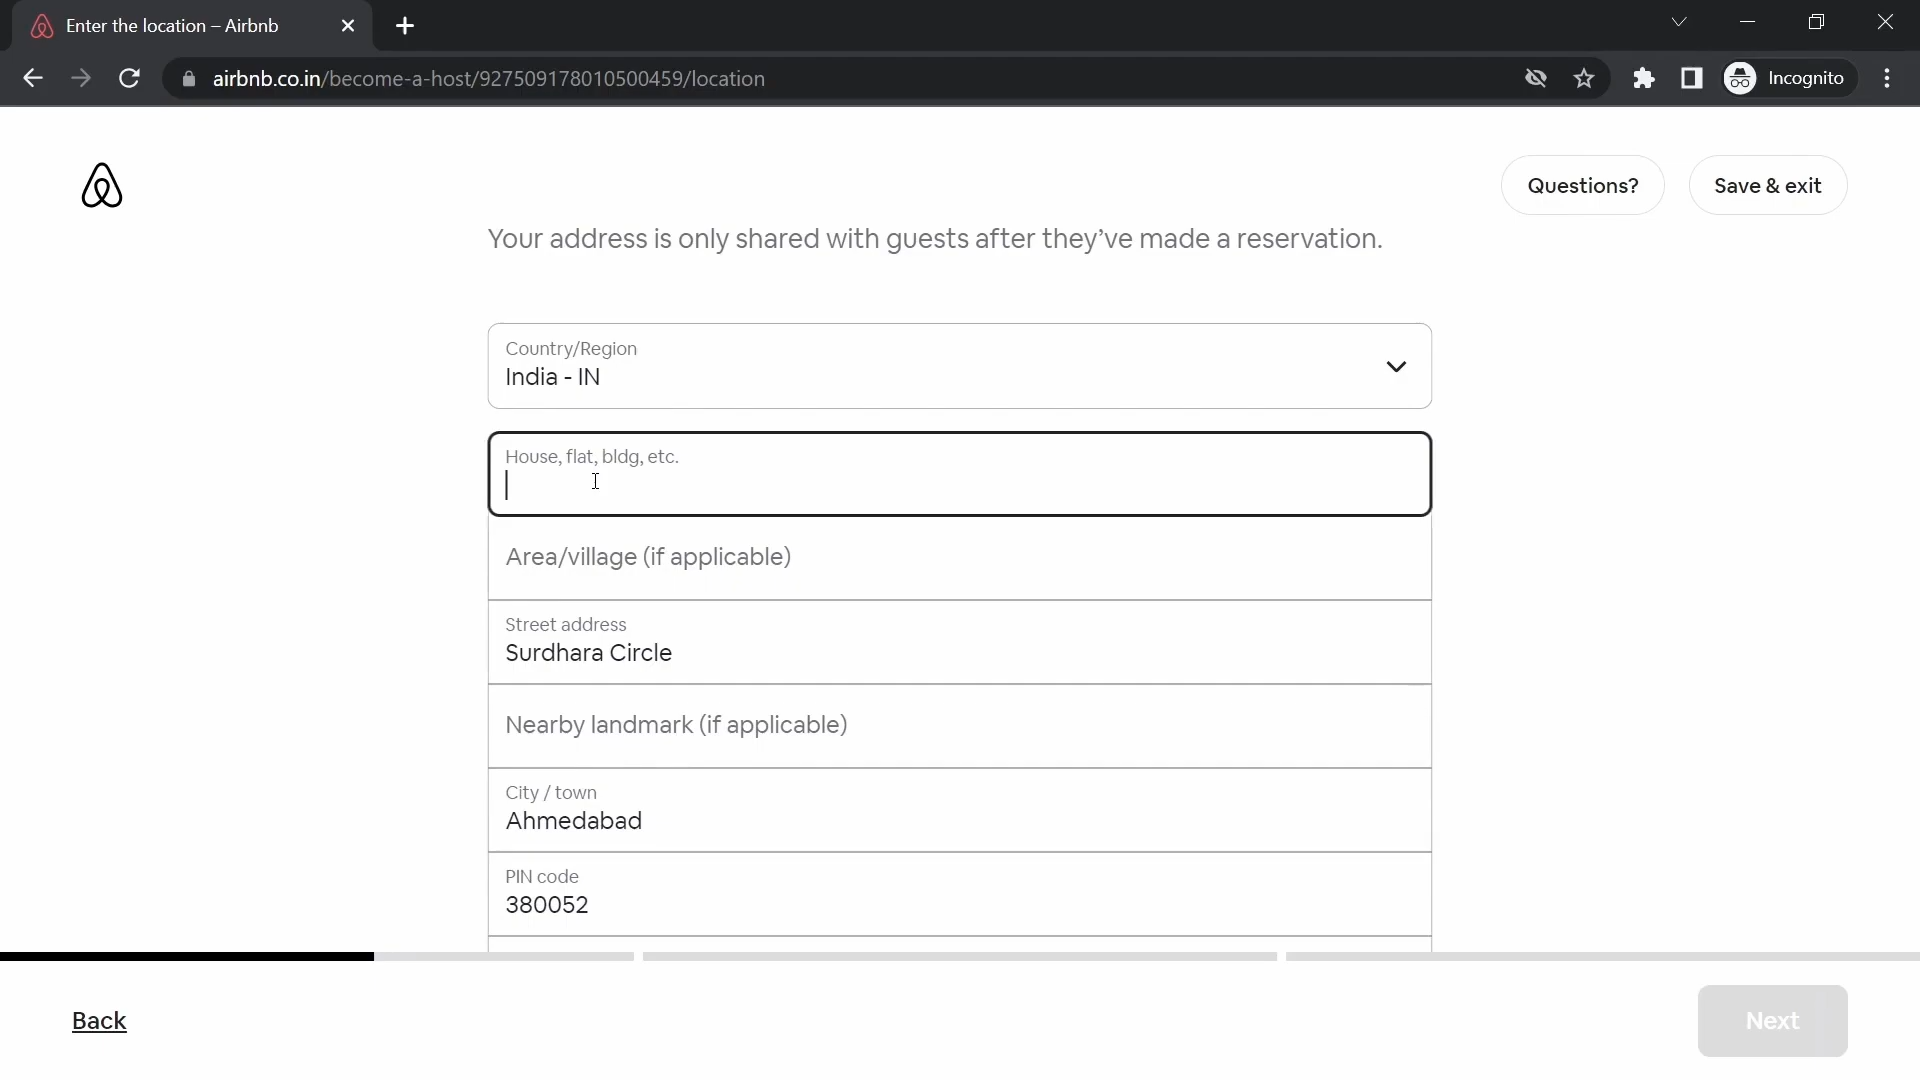 Enter the location – Airbnb
airbnb.co.in/become-a-host/927509178010500459/location
Incognito
Questions?
Save & exit
Your address is only shared with guests after they’ve made a reservation.
Country/Region
India - IN
House, flat, bldg, etc.
Area/village (if applicable)
Street address
Surdhara Circle
Nearby landmark (if applicable)
City / town
Ahmedabad
PIN code
380052
Back
Next